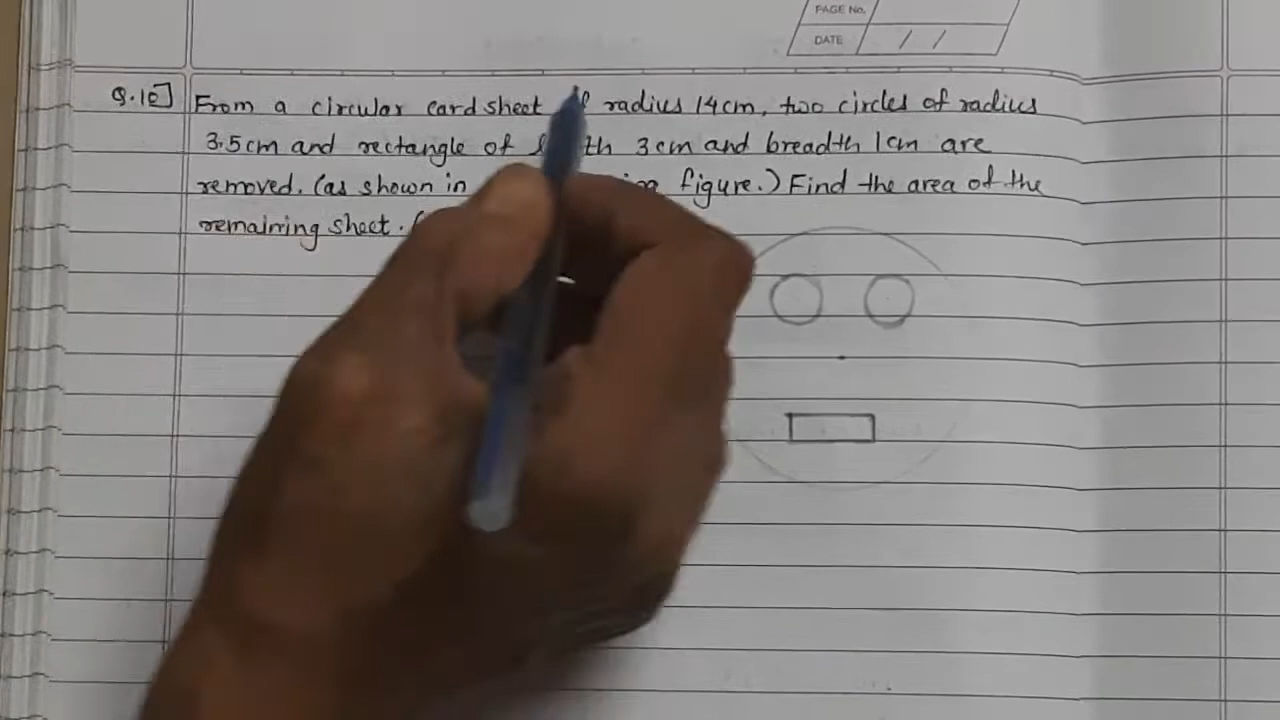 PAGE No.
DATE / /
Q.10] From a circular card sheet radius 14cm, two circles of radius
3.5cm and rectangle of 3cm and breadth 1cm are
removed. (as shown in figure.) Find the area of the
remaining sheet. (